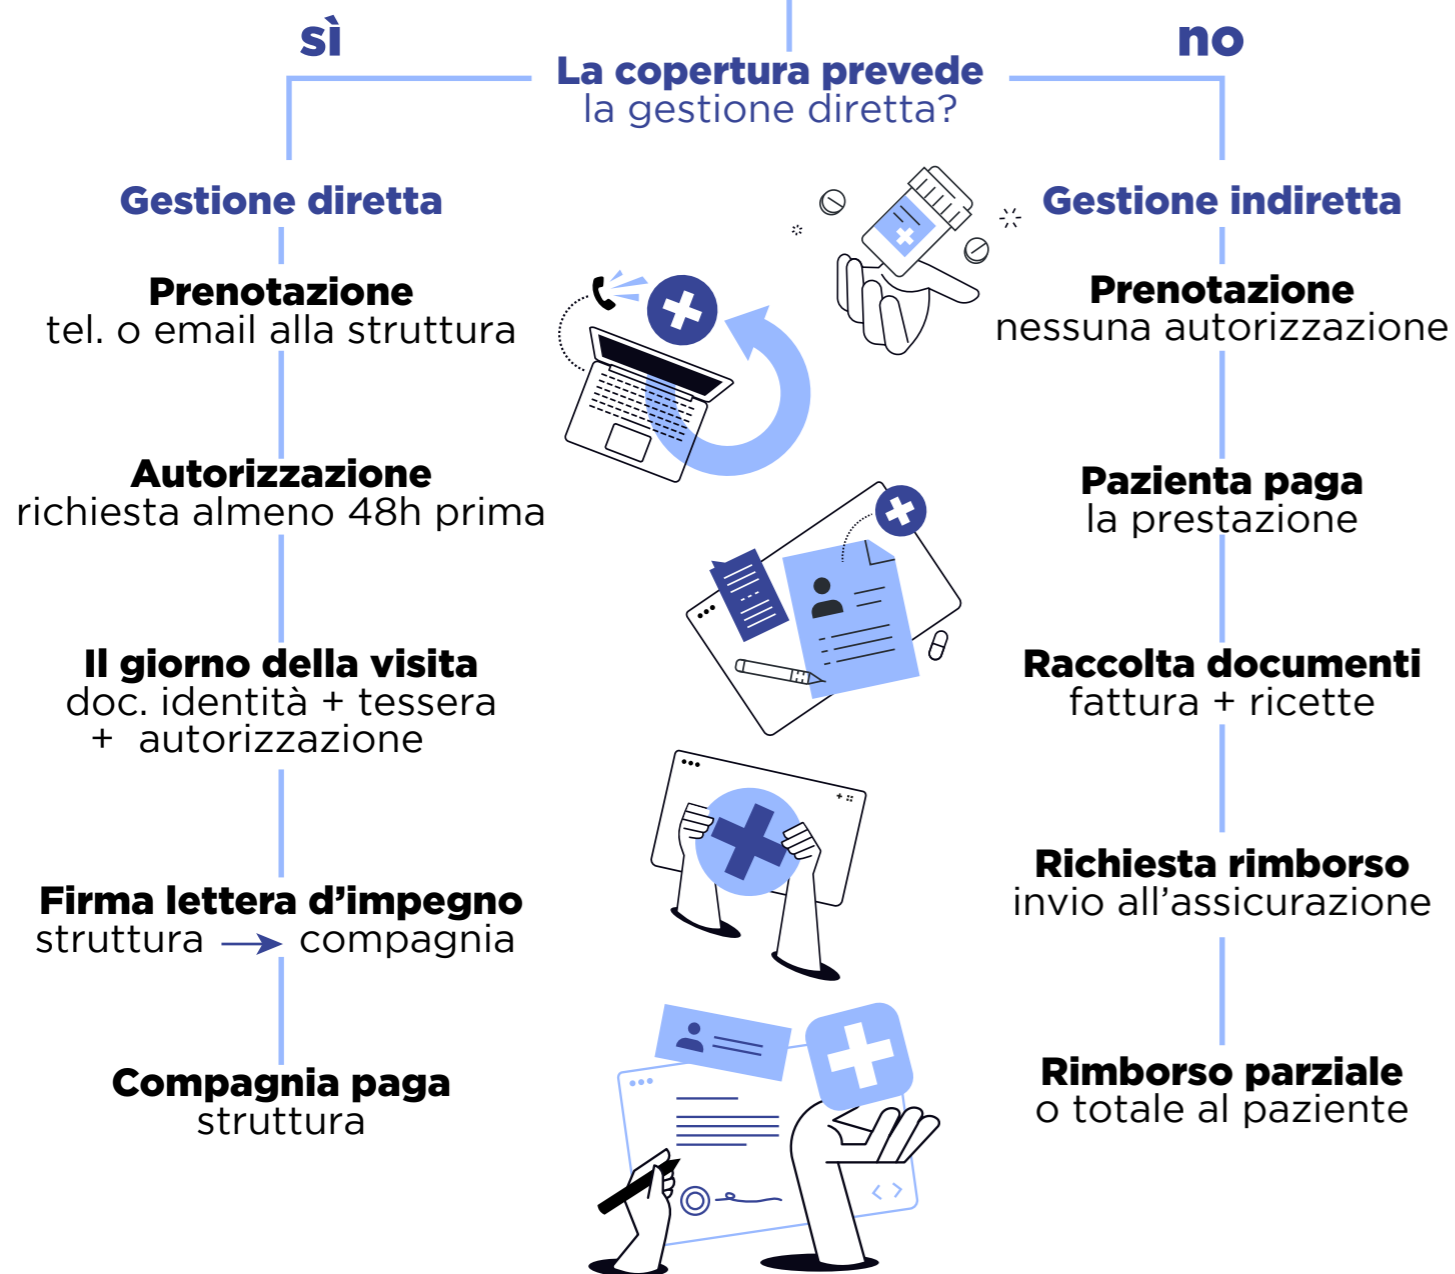 sì
no
La copertura prevede
la gestione diretta?
Gestione diretta
Prenotazione
tel. o email alla struttura
Autorizzazione
richiesta almeno 48h prima
Il giorno della visita
doc. identità + tessera
+ autorizzazione
Firma lettera d'impegno
struttura → compagnia
Compagnia paga
struttura
Gestione indiretta
Prenotazione
nessuna autorizzazione
Pazienta paga
la prestazione
Raccolta documenti
fattura + ricette
Richiesta rimborso
invio all'assicurazione
Rimborso parziale
o totale al paziente